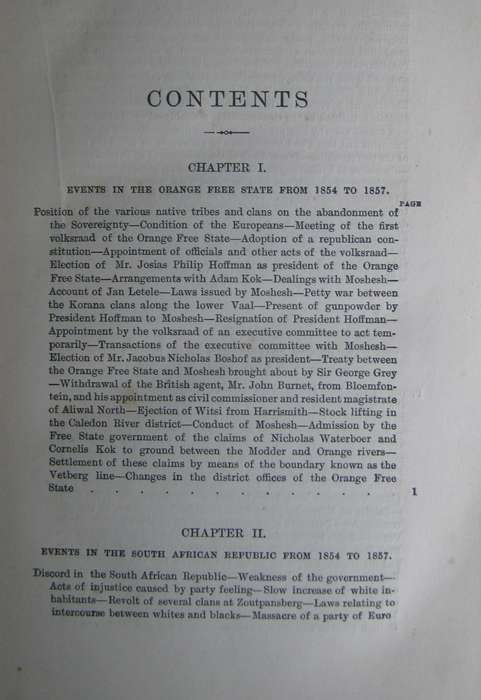 CONTENTS
CHAPTER I.
EVENTS IN THE ORANGE FREE STATE FROM 1854 TO 1857.
PAGE
Position of the various native tribes and clans on the abandonment of
the Sovereignty—Condition of the Europeans—Meeting of the first
volksraad of the Orange Free State—Adoption of a republican con-
stitution—Appointment of officials and other acts of the volksraad—
Election of Mr. Josias Philip Hoffman as president of the Orange
Free State—Arrangements with Adam Kok—Dealings with Moshesh—
Account of Jan Letele—Laws issued by Moshesh—Petty war between
the Korana clans along the lower Vaal—Present of gunpowder by
President Hoffman to Moshesh—Resignation of President Hoffman—
Appointment by the volksraad of an executive committee to act tem-
porarily—Transactions of the executive committee with Moshesh—
Election of Mr. Jacobus Nicholas Boshof as president—Treaty between
the Orange Free State and Moshesh brought about by Sir George Grey
—Withdrawal of the British agent, Mr. John Burnet, from Bloemfon-
tein, and his appointment as civil commissioner and resident magistrate
of Aliwal North—Ejection of Witsi from Harrismith—Stock lifting in
the Caledon River district—Conduct of Moshesh—Admission by the
Free State government of the claims of Nicholas Waterboer and
Cornelis Kok to ground between the Modder and Orange rivers—
Settlement of these claims by means of the boundary known as the
Vetberg line—Changes in the district offices of the Orange Free
State . . . . . . . . . . . . . 1
CHAPTER II.
EVENTS IN THE SOUTH AFRICAN REPUBLIC FROM 1854 TO 1857.
Discord in the South African Republic—Weakness of the government—
Acts of injustice caused by party feeling—Slow increase of white in-
habitants—Revolt of several clans at Zoutpansberg—Laws relating to
intercourse between whites and blacks—Massacre of a party of Euro